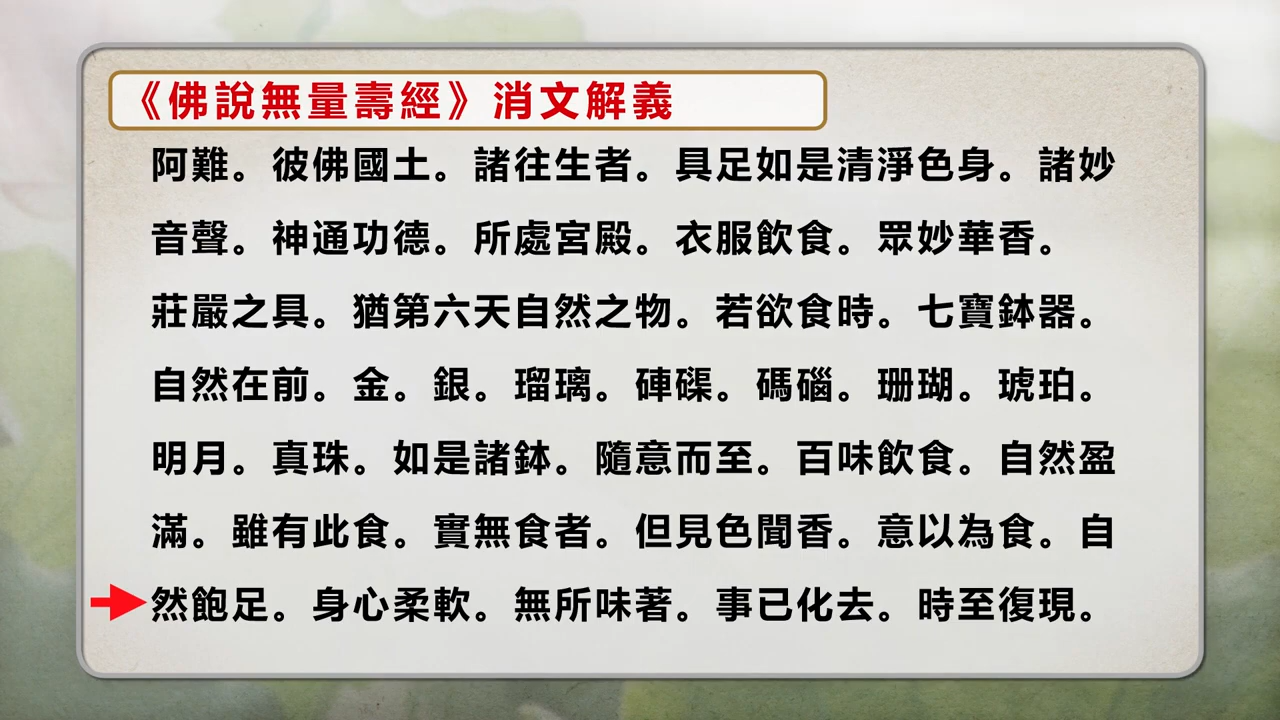 《佛說無量壽經》消文解義
阿難。彼佛國土。諸往生者。具足如是清淨色身。諸妙
音聲。神通功德。所處宮殿。衣服飲食。眾妙華香。
莊嚴之具。猶第六天自然之物。若欲食時。七寶鉢器。
自然在前。金。銀。瑠璃。硨磲。碼碯。珊瑚。琥珀。
明月。真珠。如是諸鉢。隨意而至。百味飲食。自然盈
滿。雖有此食。實無食者。但見色聞香。意以為食。自
然飽足。身心柔軟。無所味著。事已化去。時至復現。